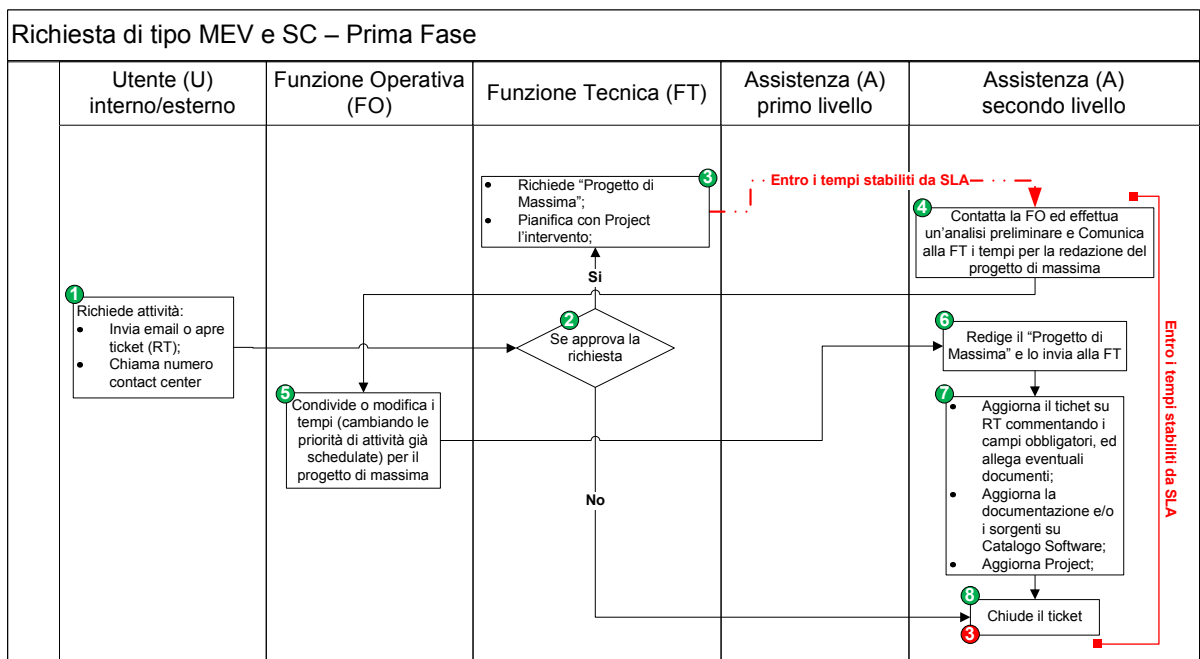 Richiesta di tipo MEV e SC – Prima Fase
Utente (U)
interno/esterno
Funzione Operativa
(FO)
Funzione Tecnica (FT)
Assistenza (A)
primo livello
Assistenza (A)
secondo livello
3
• Richiede “Progetto di
Massima”;
• Pianifica con Project
l’intervento;
Entro i tempi stabiliti da SLA
4
Contatta la FO ed effettua
un’analisi preliminare e Comunica
alla FT i tempi per la redazione del
progetto di massima
Si
1
Richiede attività:
• Invia email o apre
ticket (RT);
• Chiama numero
contact center
2
Se approva la
richiesta
6
Redige il “Progetto di
Massima” e lo invia alla FT
Entro i tempi stabiliti da SLA
5
Condivide o modifica i
tempi (cambiando le
priorità di attività già
schedulate) per il
progetto di massima
7
• Aggiorna il tichet su
RT commentando i
campi obbligatori, ed
allega eventuali
documenti;
• Aggiorna la
documentazione e/o
i sorgenti su
Catalogo Software;
• Aggiorna Project;
No
8
Chiude il ticket
3